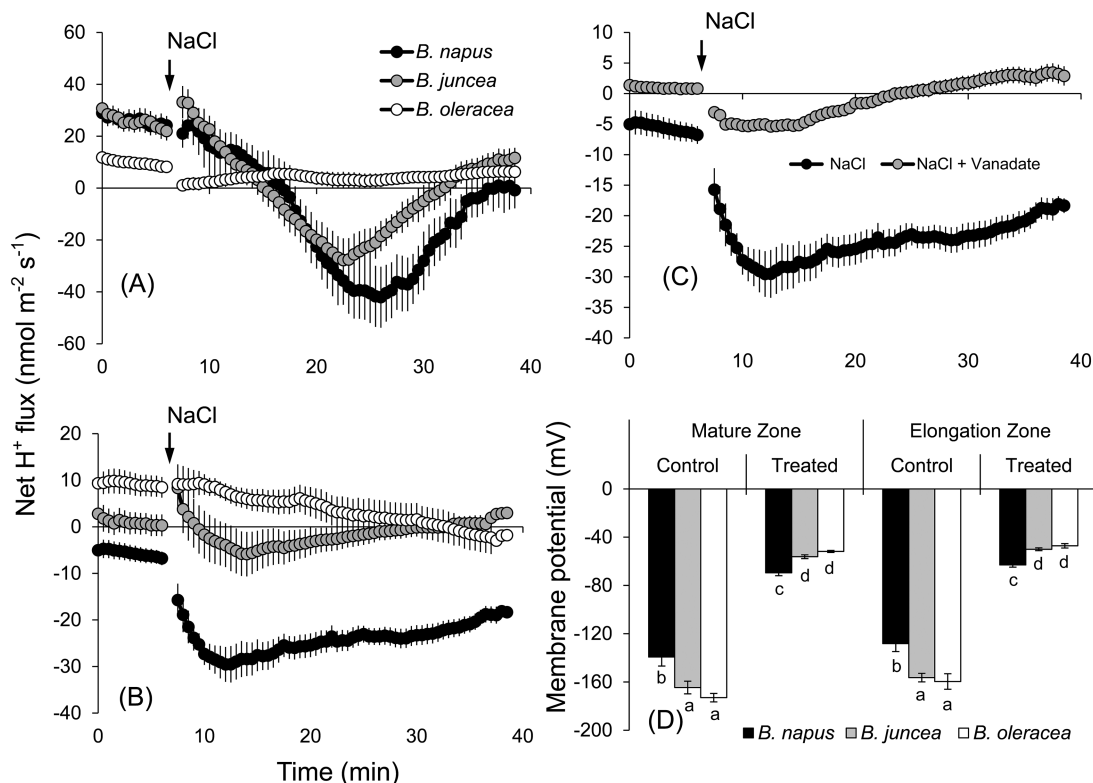 Net H⁺ flux (nmol m⁻² s⁻¹)
60
40
20
0
-20
-40
-60
NaCl
B. napus
B. juncea
B. oleracea
(A)
0 10 20 30 40
10
5
0
-5
-10
-15
-20
-25
-30
-35
-40
NaCl
NaCl NaCl + Vanadate
(C)
0 10 20 30 40
20
10
0
-10
-20
-30
-40
NaCl
(B)
0 10 20 30 40
Time (min)
Membrane potential (mV)
Mature Zone Elongation Zone
Control Treated Control Treated
0
-40
-80
-120
-160
-200
b a a c d d b a a c d d
(D)
B. napus B. juncea B. oleracea